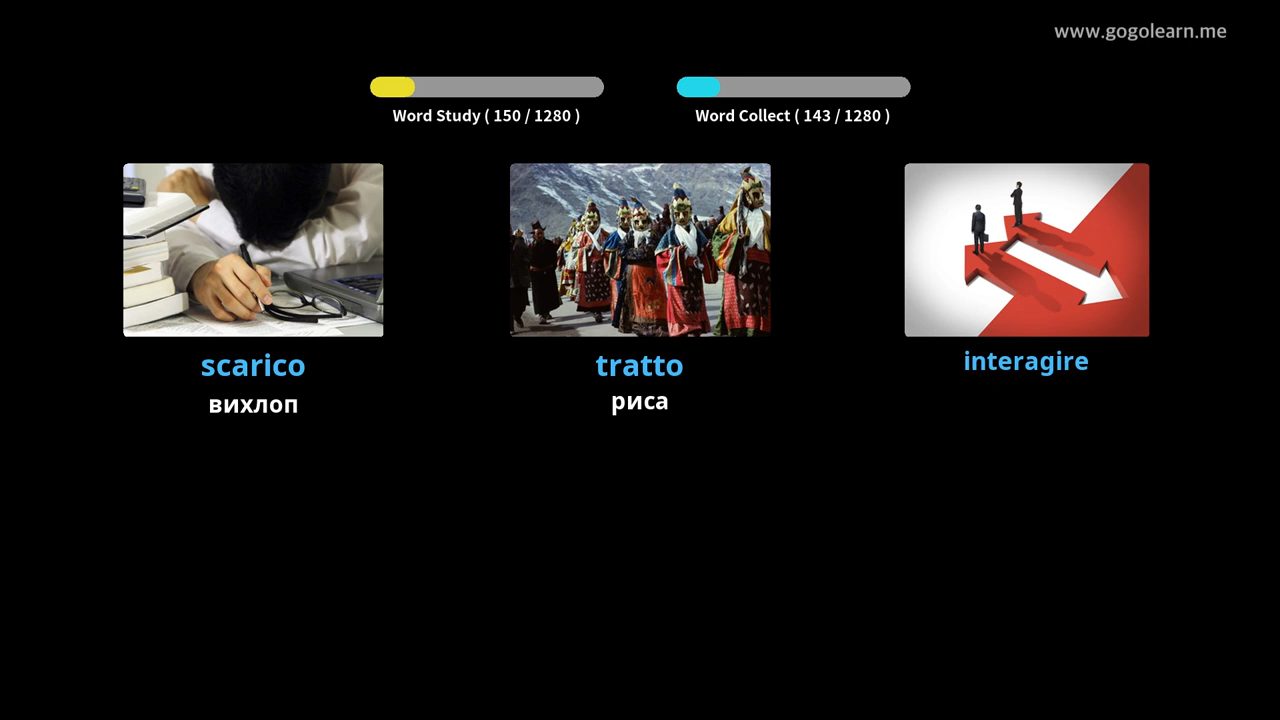 www.gogolearn.me
Word Study ( 150 / 1280 )
Word Collect ( 143 / 1280 )
scarico
tratto
interagire
вихлоп
риса